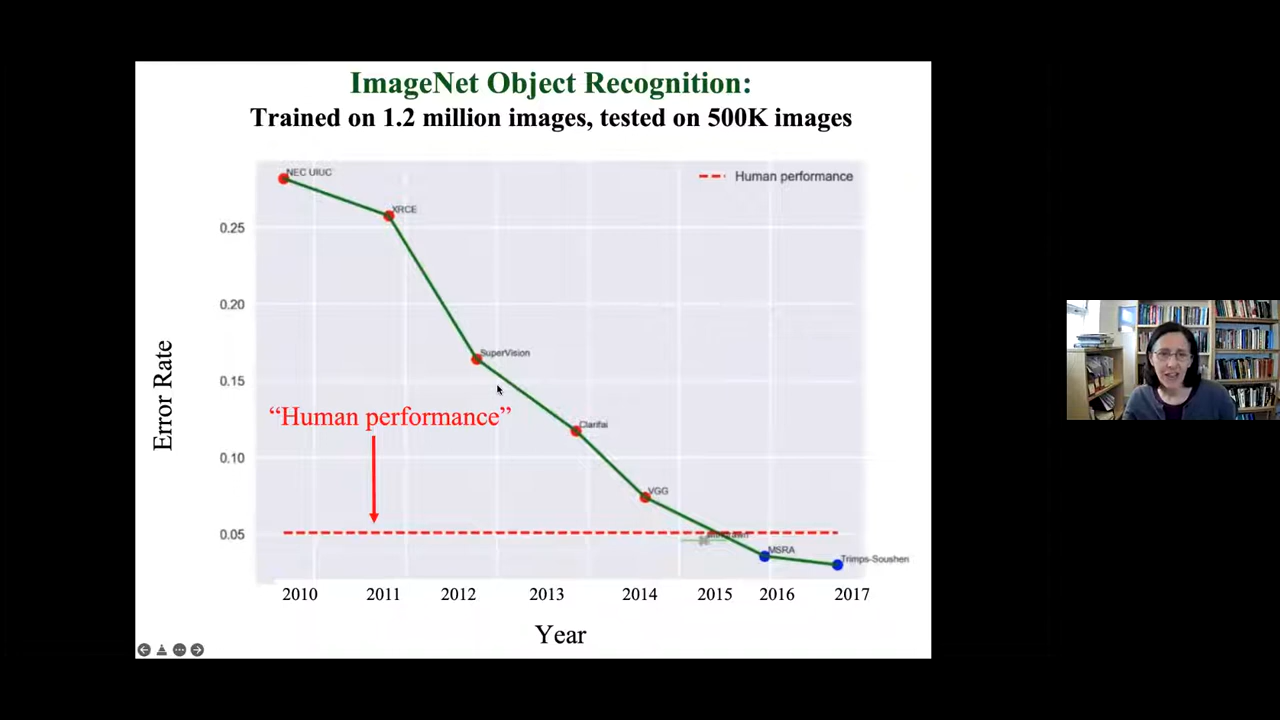 ImageNet Object Recognition:
Trained on 1.2 million images, tested on 500K images
NEC UIUC
Human performance
XRCE
0.25
0.20
SuperVision
0.15
“Human performance”
Clarifai
0.10
VGG
0.05
MSRA
Trimps-Soushen
Error Rate
2010 2011 2012 2013 2014 2015 2016 2017
Year